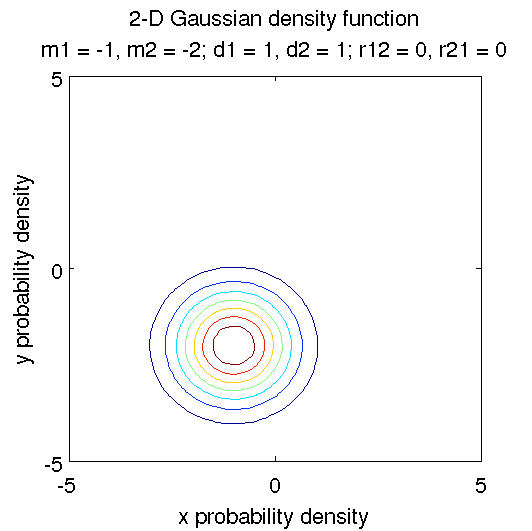 2-D Gaussian density function
m1 = -1, m2 = -2; d1 = 1, d2 = 1; r12 = 0, r21 = 0
5
y probability density
0
-5
-5 0 5
x probability density